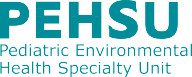 PEHSU
Pediatric Environmental
Health Specialty Unit